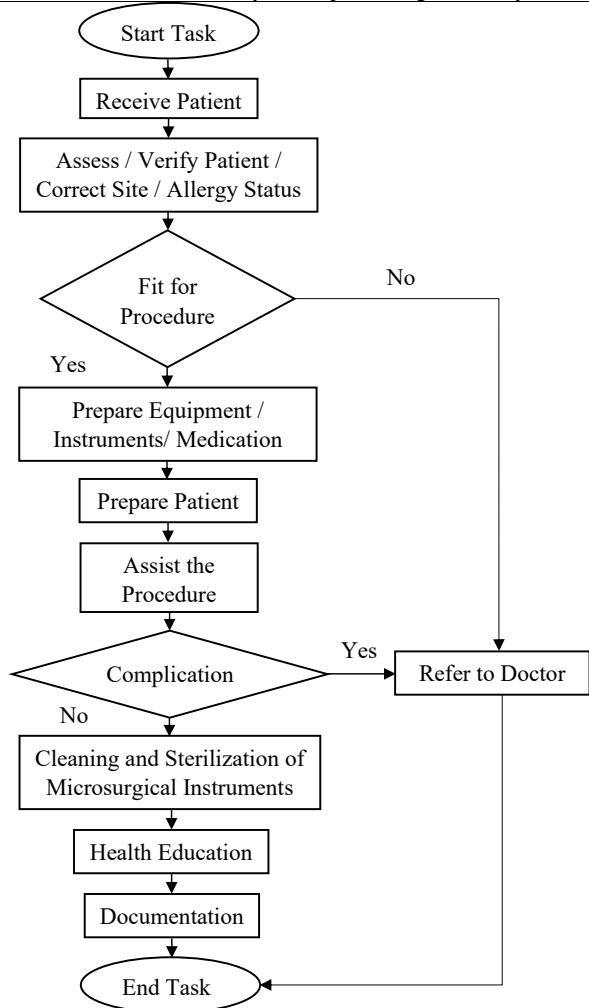 Start Task
Receive Patient
Assess / Verify Patient /
Correct Site / Allergy Status
Fit for
Procedure
No
Yes
Prepare Equipment /
Instruments/ Medication
Prepare Patient
Assist the
Procedure
Complication
Yes
Refer to Doctor
No
Cleaning and Sterilization of
Microsurgical Instruments
Health Education
Documentation
End Task